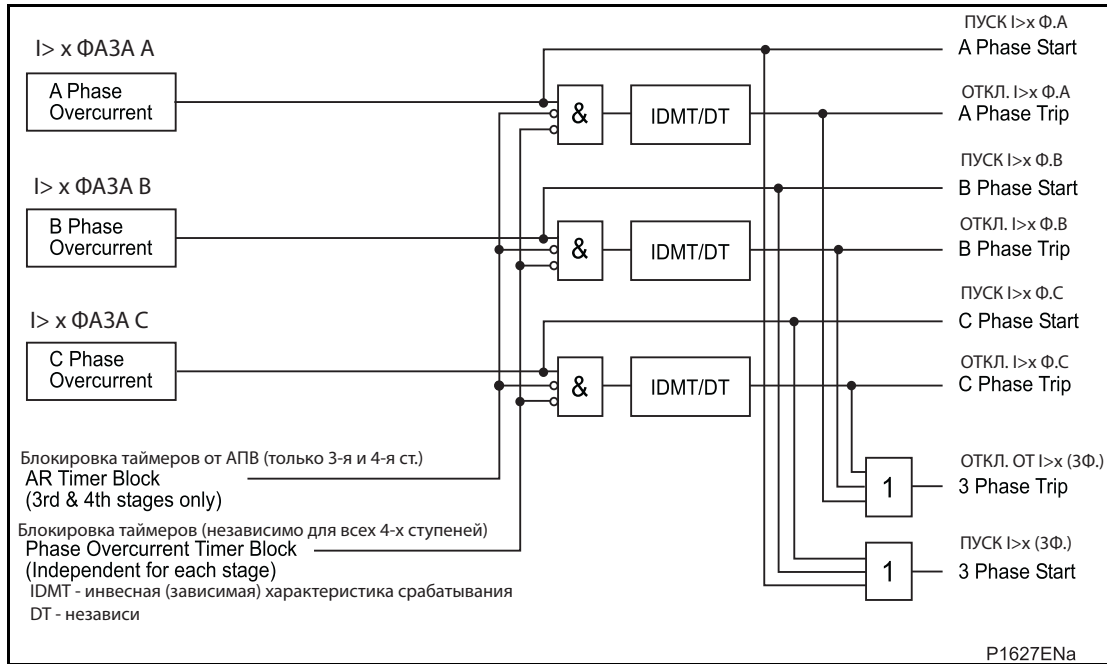 ПУСК I>x Ф.А
I> x ФАЗА А
A Phase Start
A Phase
Overcurrent
&
IDMT/DT
ОТКЛ. I>x Ф.А
A Phase Trip
ПУСК I>x Ф.В
I> x ФАЗА В
B Phase Start
B Phase
Overcurrent
&
IDMT/DT
ОТКЛ. I>x Ф.В
B Phase Trip
ПУСК I>x Ф.С
I> x ФАЗА С
C Phase Start
C Phase
Overcurrent
&
IDMT/DT
ОТКЛ. I>x Ф.С
C Phase Trip
Блокировка таймеров от АПВ (только 3-я и 4-я ст.)
AR Timer Block
(3rd & 4th stages only)
1
ОТКЛ. ОТ I>x (3Ф.)
3 Phase Trip
Блокировка таймеров (независимо для всех 4-х ступеней)
Phase Overcurrent Timer Block
(Independent for each stage)
1
ПУСК I>x (3Ф.)
3 Phase Start
IDMT - инвесная (зависимая) характеристика срабатывания
DT - независи
P1627ENa